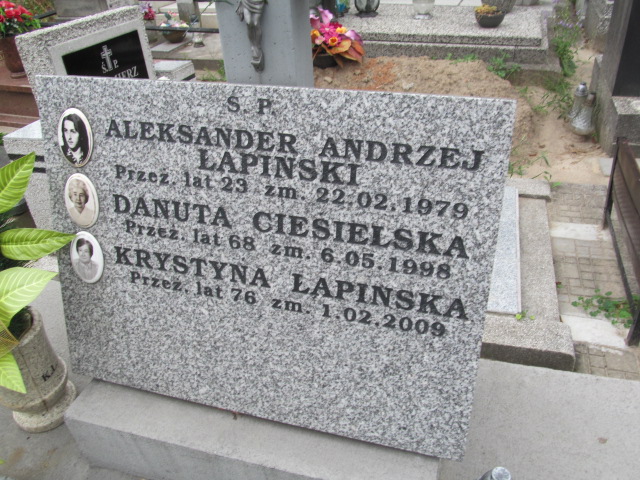 Ś. P.
ALEKSANDER ANDRZEJ
ŁAPIŃSKI
Przeż. lat 23 zm. 22.02.1979
DANUTA CIESIELSKA
Przeż. lat 68 zm. 6.05.1998
KRYSTYNA ŁAPIŃSKA
Przeż. lat 76 zm. 1.02.2009